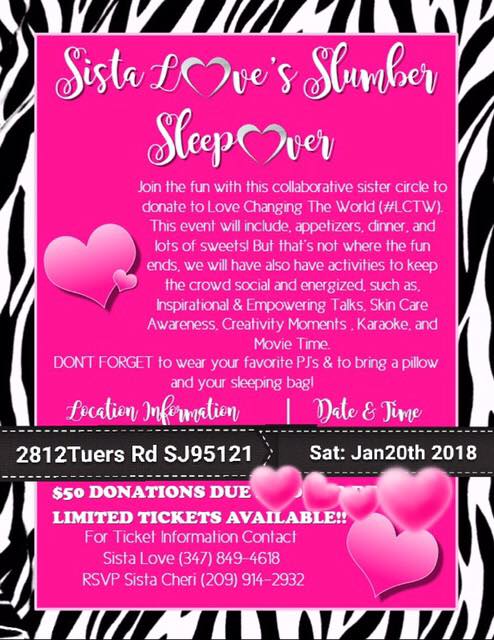 Sista Love's Slumber
Sleepover
Join the fun with this collaborative sister circle to
donate to Love Changing The World (#LCTW).
This event will include, appetizers, dinner, and
lots of sweets! But that's not where the fun
ends, we will have also have activities to keep
the crowd social and energized, such as,
Inspirational & Empowering Talks, Skin Care
Awareness, Creativity Moments , Karaoke, and
Movie Time.
DON'T FORGET to wear your favorite PJ's & to bring a pillow
and your sleeping bag!
Location Information | Date & Time
2812Tuers Rd SJ95121 Sat: Jan20th 2018
$50 DONATIONS DUE
LIMITED TICKETS AVAILABLE!!
For Ticket Information Contact
Sista Love (347) 849-4618
RSVP Sista Cheri (209) 914-2932